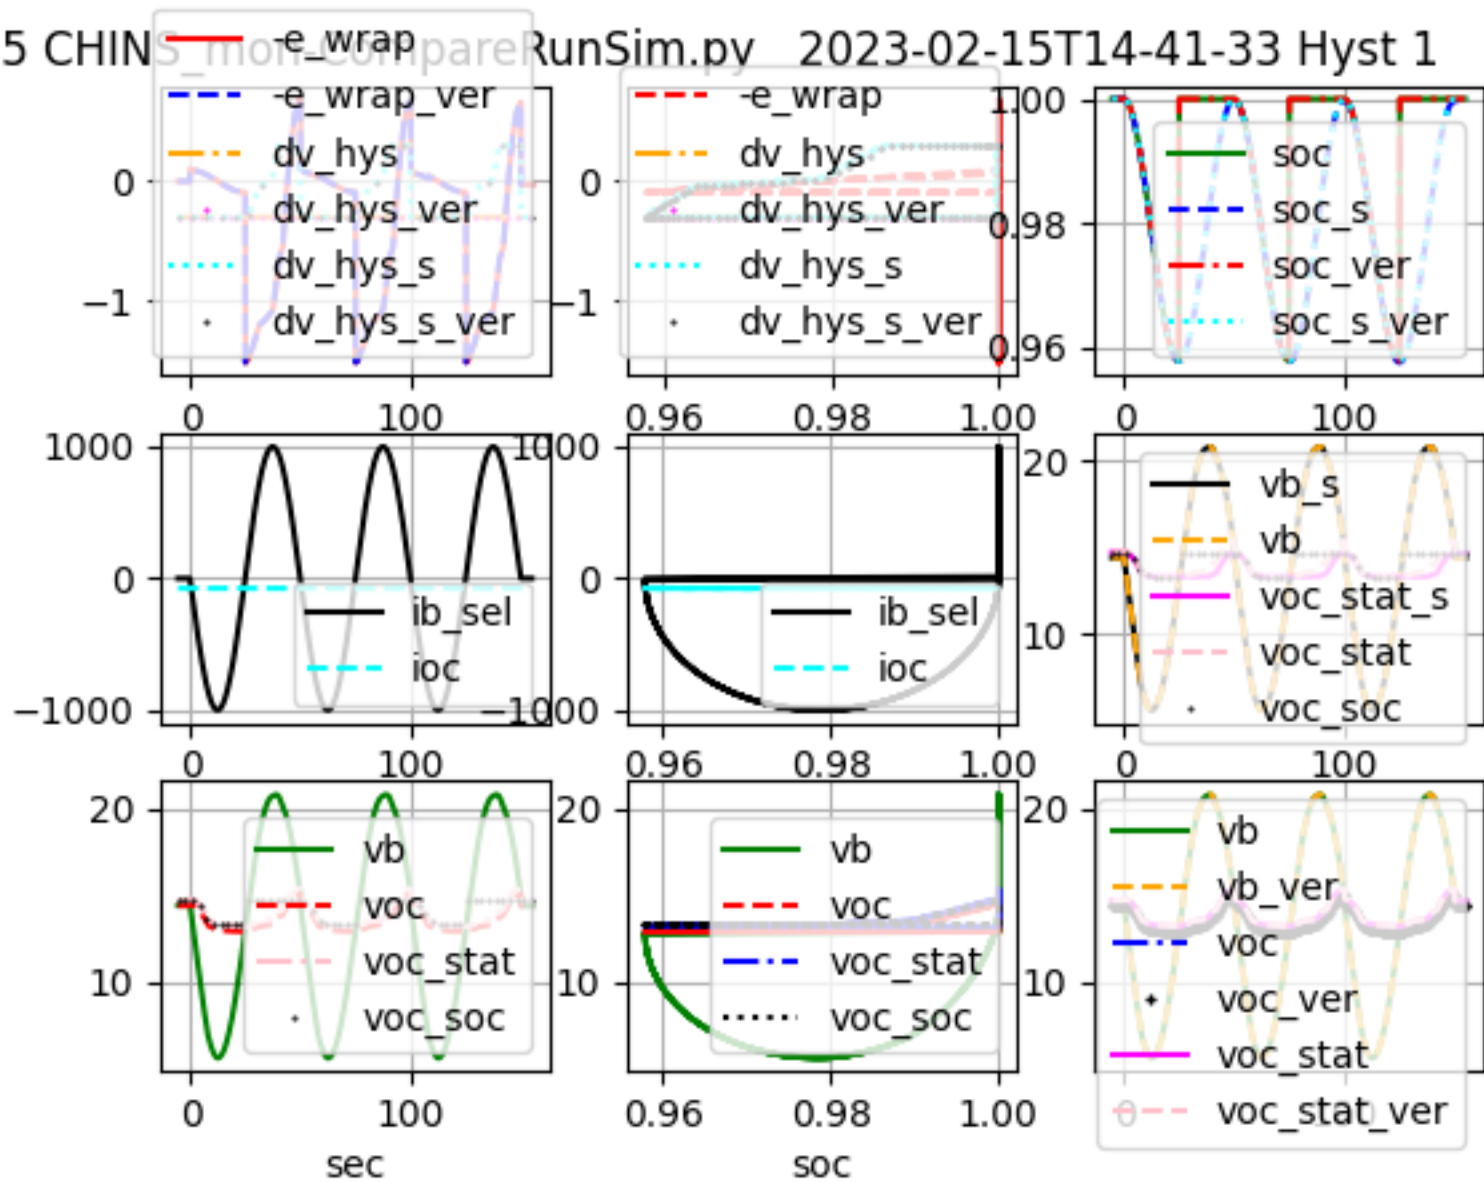 5 CHINS_mon-CompareRunSim.py 2023-02-15T14-41-33 Hyst 1
-e_wrap
-e_wrap_ver
dv_hys
dv_hys_ver
dv_hys_s
dv_hys_s_ver
0
−1
0
100
-e_wrap
dv_hys
dv_hys_ver
dv_hys_s
dv_hys_s_ver
0
−1
0.96
0.98
1.00
soc
soc_s
soc_ver
soc_s_ver
1.00
0.98
0.96
0
100
1000
0
−1000
ib_sel
ioc
0
100
1000
0
−1000
ib_sel
ioc
0.96
0.98
1.00
20
10
vb_s
vb
voc_stat_s
voc_stat
voc_soc
0
100
20
10
vb
voc
voc_stat
voc_soc
0
100
sec
20
10
vb
voc
voc_stat
voc_soc
0.96
0.98
1.00
soc
20
10
vb
vb_ver
voc
voc_ver
voc_stat
voc_stat_ver
0